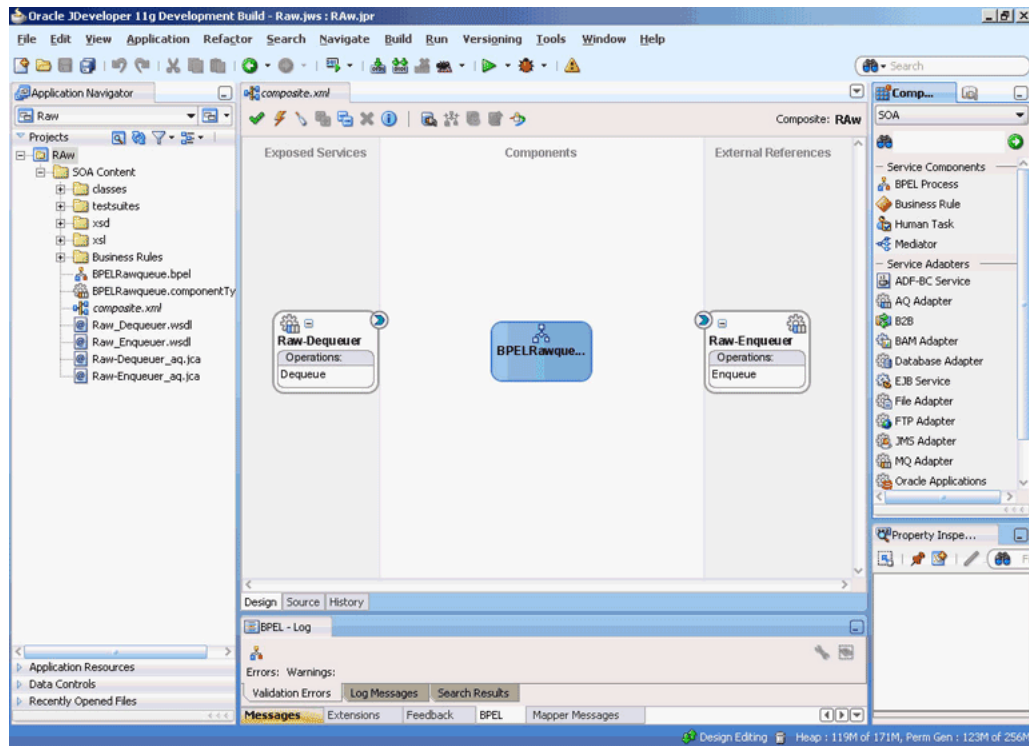 Oracle JDeveloper 11g Development Build - Raw.jws : RAw.jpr
File Edit View Application Refactor Search Navigate Build Run Versioning Tools Window Help
Search
Application Navigator
Raw
Projects
RAw
SOA Content
classes
testsuites
xsd
xsl
Business Rules
BPELRawqueue.bpel
BPELRawqueue.componentTy
composite.xml
Raw_Dequeuer.wsdl
Raw_Enqueuer.wsdl
Raw-Dequeuer_aq.jca
Raw-Enqueuer_aq.jca
Application Resources
Data Controls
Recently Opened Files
composite.xml
Composite: RAw
Exposed Services
Components
External References
Raw-Dequeuer
Operations:
Dequeue
BPELRawque...
Raw-Enqueuer
Operations:
Enqueue
Design Source History
BPEL - Log
Errors: Warnings:
Validation Errors Log Messages Search Results
Messages Extensions Feedback BPEL Mapper Messages
Comp...
SOA
Service Components
BPEL Process
Business Rule
Human Task
Mediator
Service Adapters
ADF-BC Service
AQ Adapter
B2B
BAM Adapter
Database Adapter
EJB Service
File Adapter
FTP Adapter
JMS Adapter
MQ Adapter
Oracle Applications
Property Inspe...
Design Editing Heap : 119M of 171M, Perm Gen : 123M of 256M